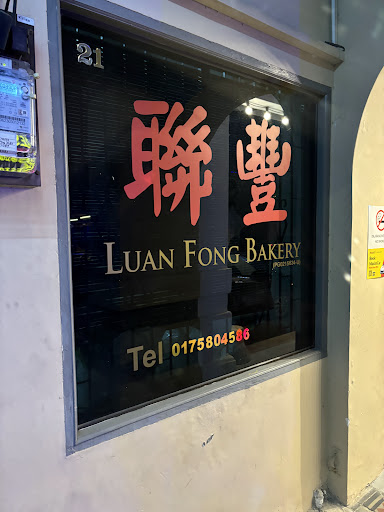 21
聯豐
LUAN FONG BAKERY
Tel 0175804586